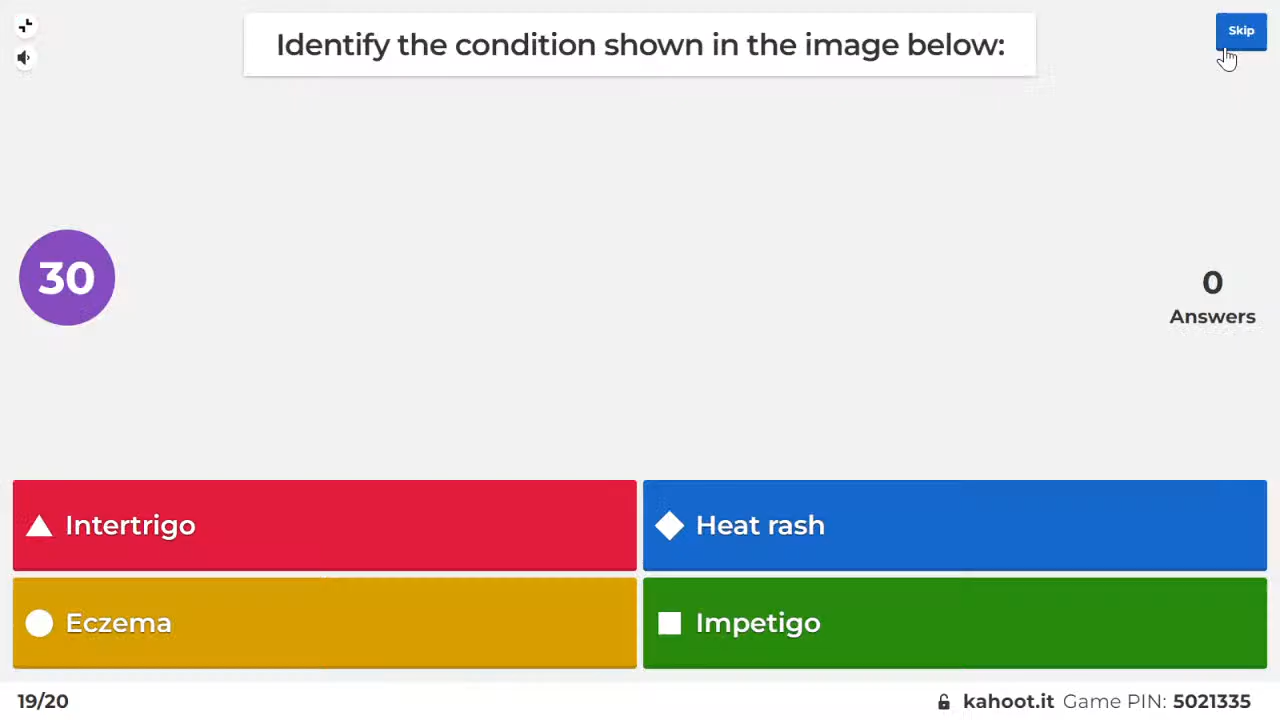 Identify the condition shown in the image below:
Skip
30
0
Answers
Intertrigo
Heat rash
Eczema
Impetigo
19/20
kahoot.it Game PIN: 5021335